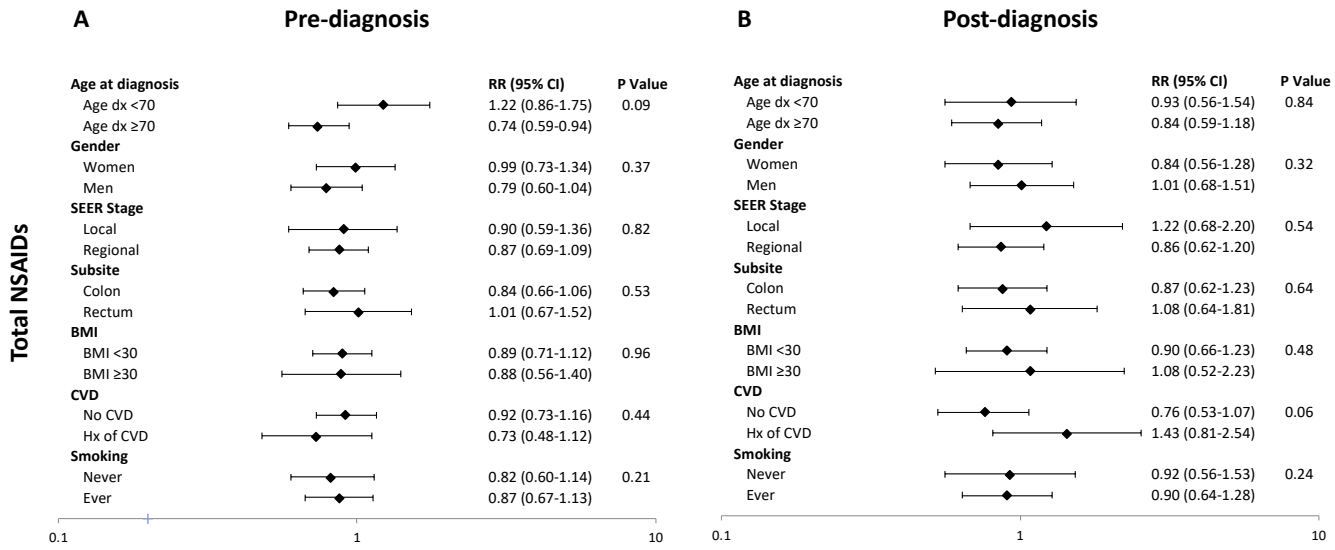 A Pre-diagnosis
Total NSAIDs
RR (95% CI) P Value
Age at diagnosis
Age dx <70 1.22 (0.86-1.75) 0.09
Age dx ≥70 0.74 (0.59-0.94)
Gender
Women 0.99 (0.73-1.34) 0.37
Men 0.79 (0.60-1.04)
SEER Stage
Local 0.90 (0.59-1.36) 0.82
Regional 0.87 (0.69-1.09)
Subsite
Colon 0.84 (0.66-1.06) 0.53
Rectum 1.01 (0.67-1.52)
BMI
BMI <30 0.89 (0.71-1.12) 0.96
BMI ≥30 0.88 (0.56-1.40)
CVD
No CVD 0.92 (0.73-1.16) 0.44
Hx of CVD 0.73 (0.48-1.12)
Smoking
Never 0.82 (0.60-1.14) 0.21
Ever 0.87 (0.67-1.13)
0.1 1 10
B Post-diagnosis
RR (95% CI) P Value
Age at diagnosis
Age dx <70 0.93 (0.56-1.54) 0.84
Age dx ≥70 0.84 (0.59-1.18)
Gender
Women 0.84 (0.56-1.28) 0.32
Men 1.01 (0.68-1.51)
SEER Stage
Local 1.22 (0.68-2.20) 0.54
Regional 0.86 (0.62-1.20)
Subsite
Colon 0.87 (0.62-1.23) 0.64
Rectum 1.08 (0.64-1.81)
BMI
BMI <30 0.90 (0.66-1.23) 0.48
BMI ≥30 1.08 (0.52-2.23)
CVD
No CVD 0.76 (0.53-1.07) 0.06
Hx of CVD 1.43 (0.81-2.54)
Smoking
Never 0.92 (0.56-1.53) 0.24
Ever 0.90 (0.64-1.28)
0.1 1 10